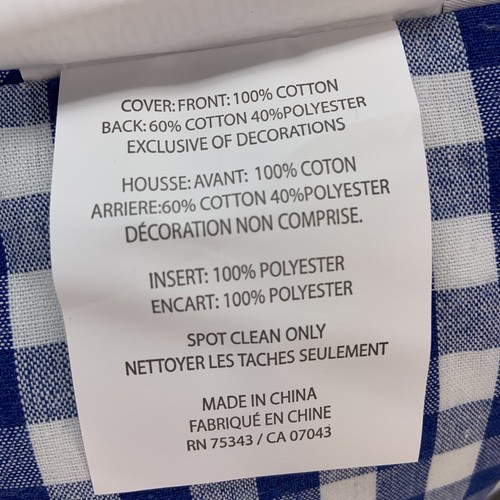 COVER: FRONT: 100% COTTON
BACK: 60% COTTON 40%POLYESTER
EXCLUSIVE OF DECORATIONS
HOUSSE: AVANT: 100% COTON
ARRIERE:60% COTTON 40%POLYESTER
DÉCORATION NON COMPRISE.
INSERT: 100% POLYESTER
ENCART: 100% POLYESTER
SPOT CLEAN ONLY
NETTOYER LES TACHES SEULEMENT
MADE IN CHINA
FABRIQUÉ EN CHINE
RN 75343 / CA 07043